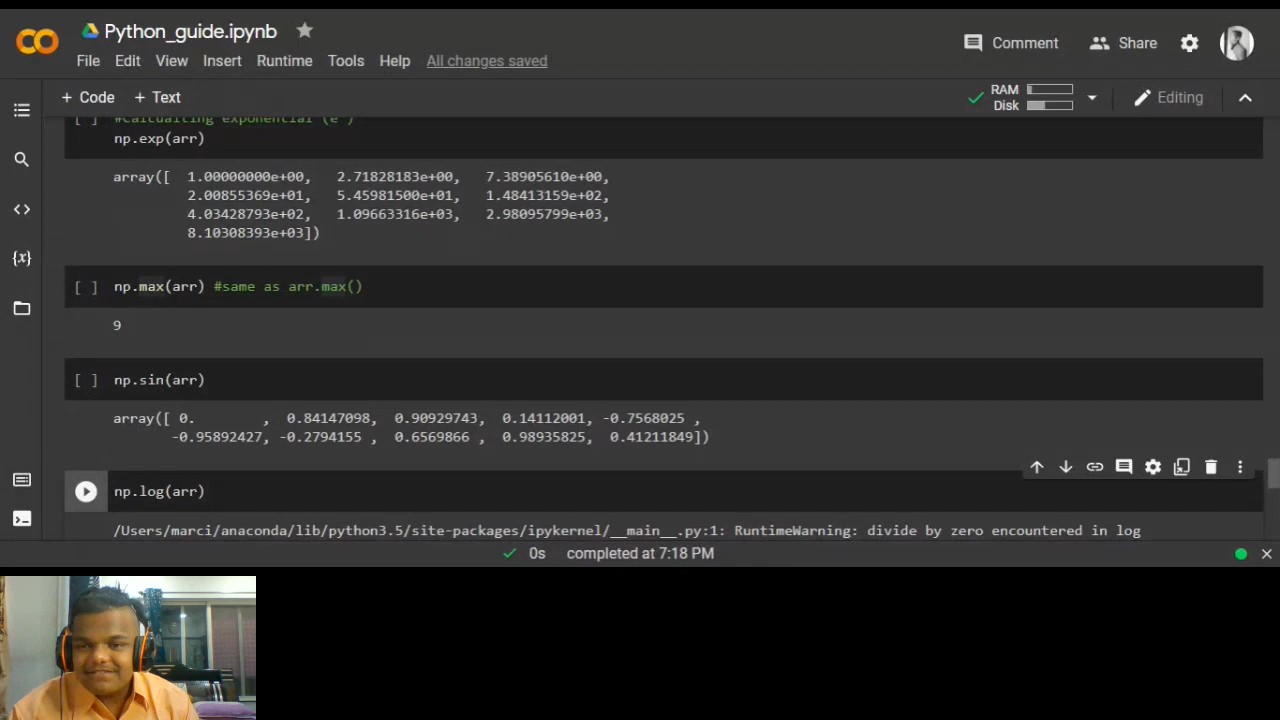 Python_guide.ipynb
File Edit View Insert Runtime Tools Help All changes saved
Comment Share
+ Code + Text
RAM
Disk
Editing
[ ] #Calcualting exponential (e^)
np.exp(arr)
array([ 1.00000000e+00, 2.71828183e+00, 7.38905610e+00,
2.00855369e+01, 5.45981500e+01, 1.48413159e+02,
4.03428793e+02, 1.09663316e+03, 2.98095799e+03,
8.10308393e+03])
[ ] np.max(arr) #same as arr.max()
9
[ ] np.sin(arr)
array([ 0. , 0.84147098, 0.90929743, 0.14112001, -0.7568025 ,
-0.95892427, -0.2794155 , 0.6569866 , 0.98935825, 0.41211849])
np.log(arr)
/Users/marci/anaconda/lib/python3.5/site-packages/ipykernel/__main__.py:1: RuntimeWarning: divide by zero encountered in log
0s completed at 7:18 PM